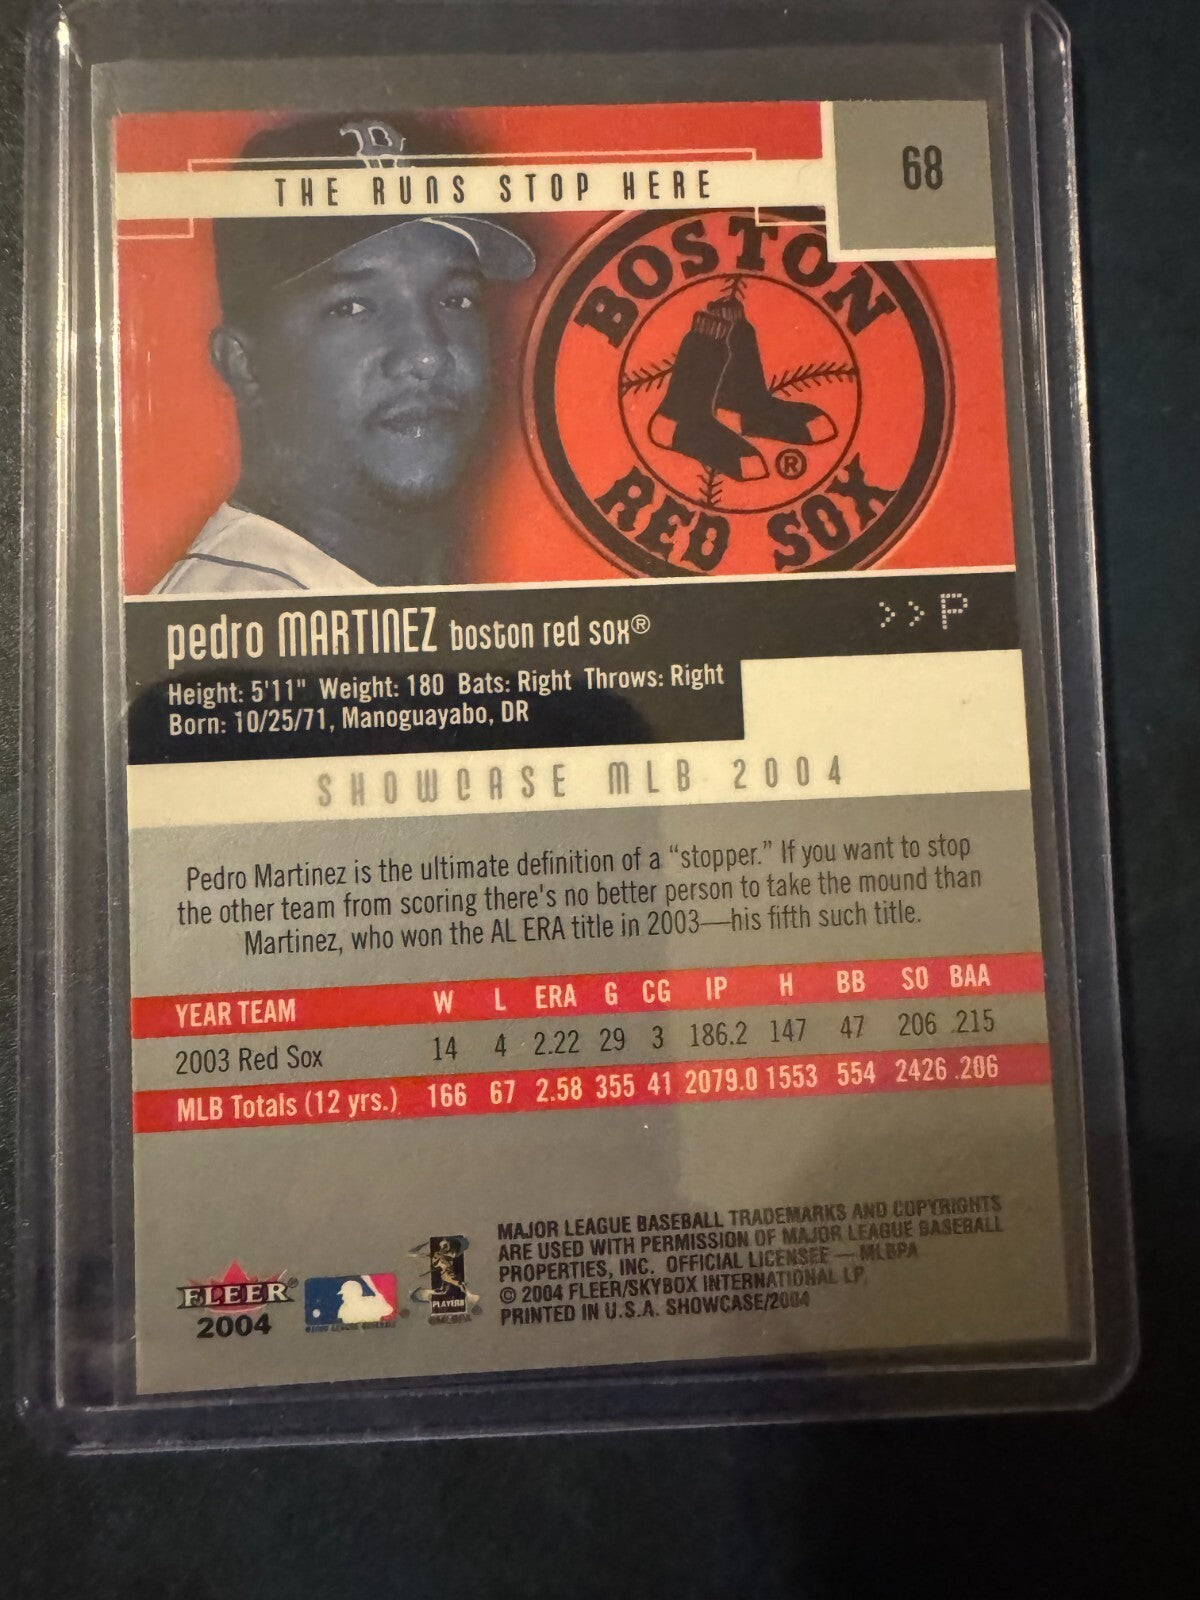 68
THE RUNS STOP HERE
BOSTON
RED SOX
®
pedro MARTINEZ boston red sox® >>P
Height: 5'11" Weight: 180 Bats: Right Throws: Right
Born: 10/25/71, Manoguayabo, DR
SHOWCASE MLB 2004
Pedro Martinez is the ultimate definition of a “stopper.” If you want to stop
the other team from scoring there's no better person to take the mound than
Martinez, who won the AL ERA title in 2003—his fifth such title.
YEAR TEAM W L ERA G CG IP H BB SO BAA
2003 Red Sox 14 4 2.22 29 3 186.2 147 47 206 .215
MLB Totals (12 yrs.) 166 67 2.58 355 41 2079.0 1553 554 2426 .206
MAJOR LEAGUE BASEBALL TRADEMARKS AND COPYRIGHTS
ARE USED WITH PERMISSION OF MAJOR LEAGUE BASEBALL
PROPERTIES, INC. OFFICIAL LICENSEE — MLBPA
© 2004 FLEER/SKYBOX INTERNATIONAL LP.
PRINTED IN U.S.A. SHOWCASE/2004
FLEER®
2004
PLAYERS